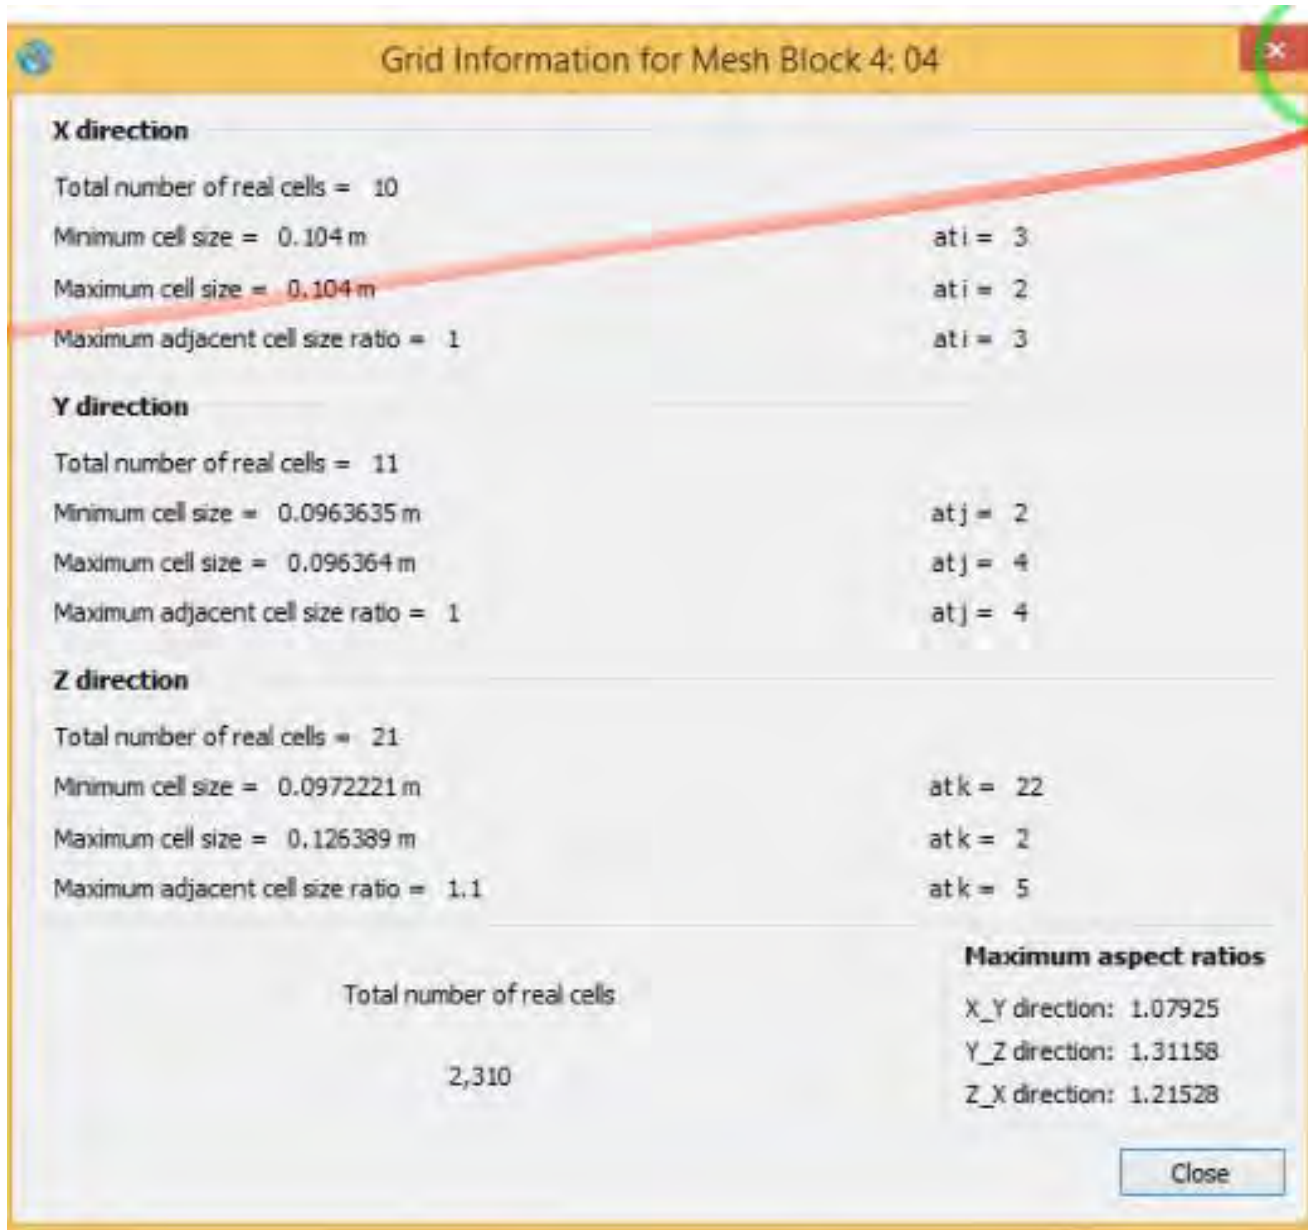 Grid Information for Mesh Block 4: 04
X direction
Total number of real cells = 10
Minimum cell size = 0.104 m at i = 3
Maximum cell size = 0.104 m at i = 2
Maximum adjacent cell size ratio = 1 at i = 3
Y direction
Total number of real cells = 11
Minimum cell size = 0.0963635 m at j = 2
Maximum cell size = 0.096364 m at j = 4
Maximum adjacent cell size ratio = 1 at j = 4
Z direction
Total number of real cells = 21
Minimum cell size = 0.0972221 m at k = 22
Maximum cell size = 0.126389 m at k = 2
Maximum adjacent cell size ratio = 1.1 at k = 5
Total number of real cells
2,310
Maximum aspect ratios
X_Y direction: 1.07925
Y_Z direction: 1.31158
Z_X direction: 1.21528
Close